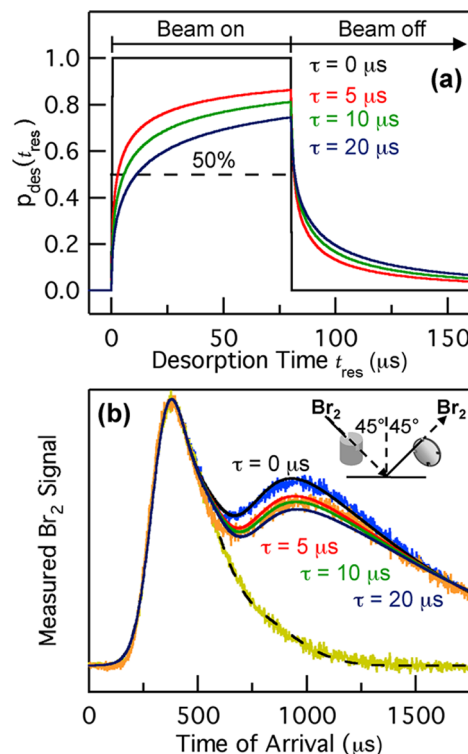 Beam on
Beam off
(a)
1.0
0.8
0.6
0.4
0.2
0.0
p_des(t_res)
τ = 0 μs
τ = 5 μs
τ = 10 μs
τ = 20 μs
50%
0
50
100
150
Desorption Time t_res (μs)
(b)
Br₂
45°
45°
Br₂
τ = 0 μs
τ = 5 μs
τ = 10 μs
τ = 20 μs
Measured Br₂ Signal
0
500
1000
1500
Time of Arrival (μs)